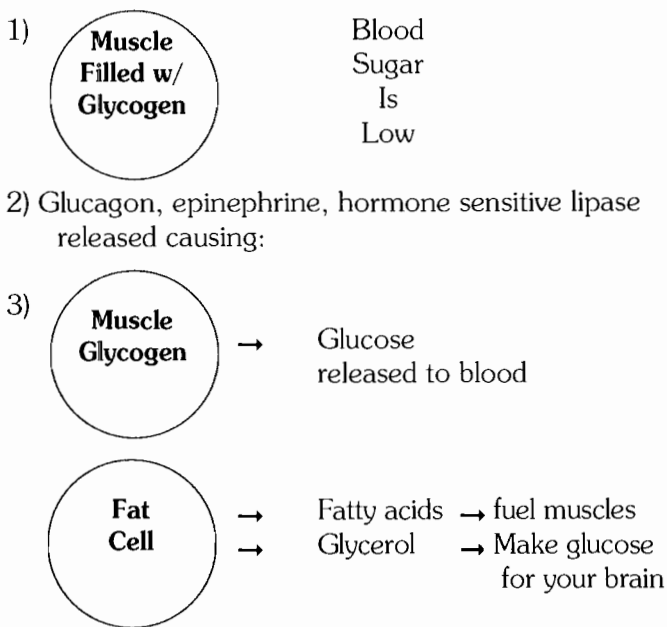 1)
Muscle
Filled w/
Glycogen
Blood
Sugar
Is
Low
2) Glucagon, epinephrine, hormone sensitive lipase
released causing:
3)
Muscle
Glycogen → Glucose
released to blood
Fat
Cell
→ Fatty acids → fuel muscles
→ Glycerol → Make glucose
for your brain